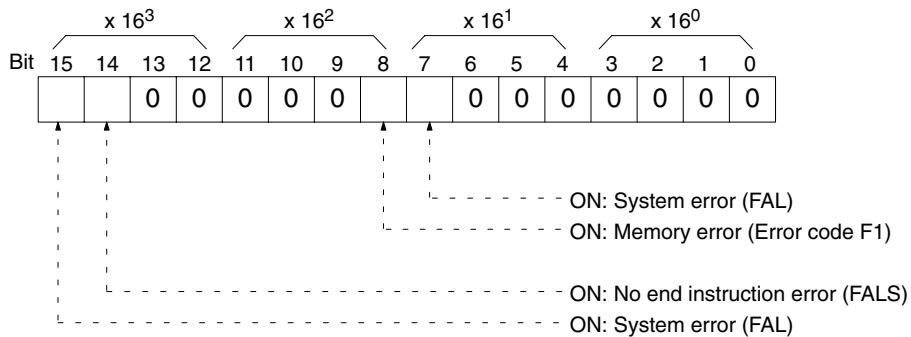 x 16³ x 16² x 16¹ x 16⁰
Bit 15 14 13 12 11 10 9 8 7 6 5 4 3 2 1 0
0 0 0 0 0 0 0 0 0 0 0 0
ON: System error (FAL)
ON: Memory error (Error code F1)
ON: No end instruction error (FALS)
ON: System error (FAL)